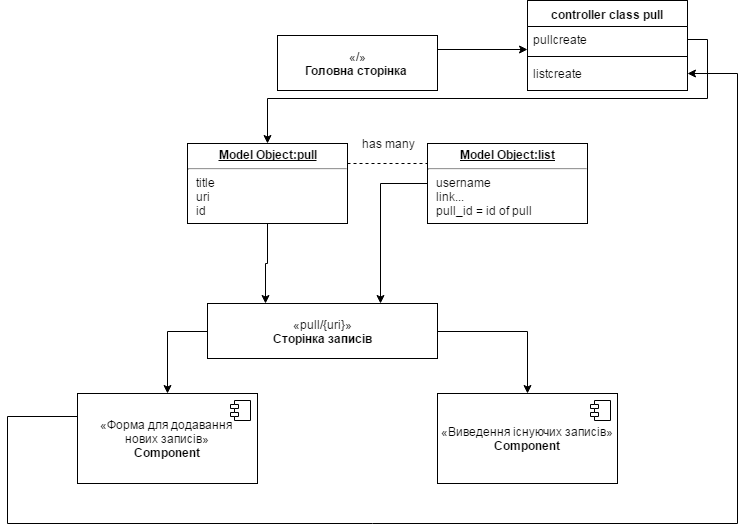 controller class pull
pullcreate
listcreate
«/»
Головна сторінка
Model Object:pull
title
uri
id
has many
Model Object:list
username
link...
pull_id = id of pull
«pull/{uri}»
Сторінка записів
«Форма для додавання
нових записів»
Component
«Виведення існуючих записів»
Component